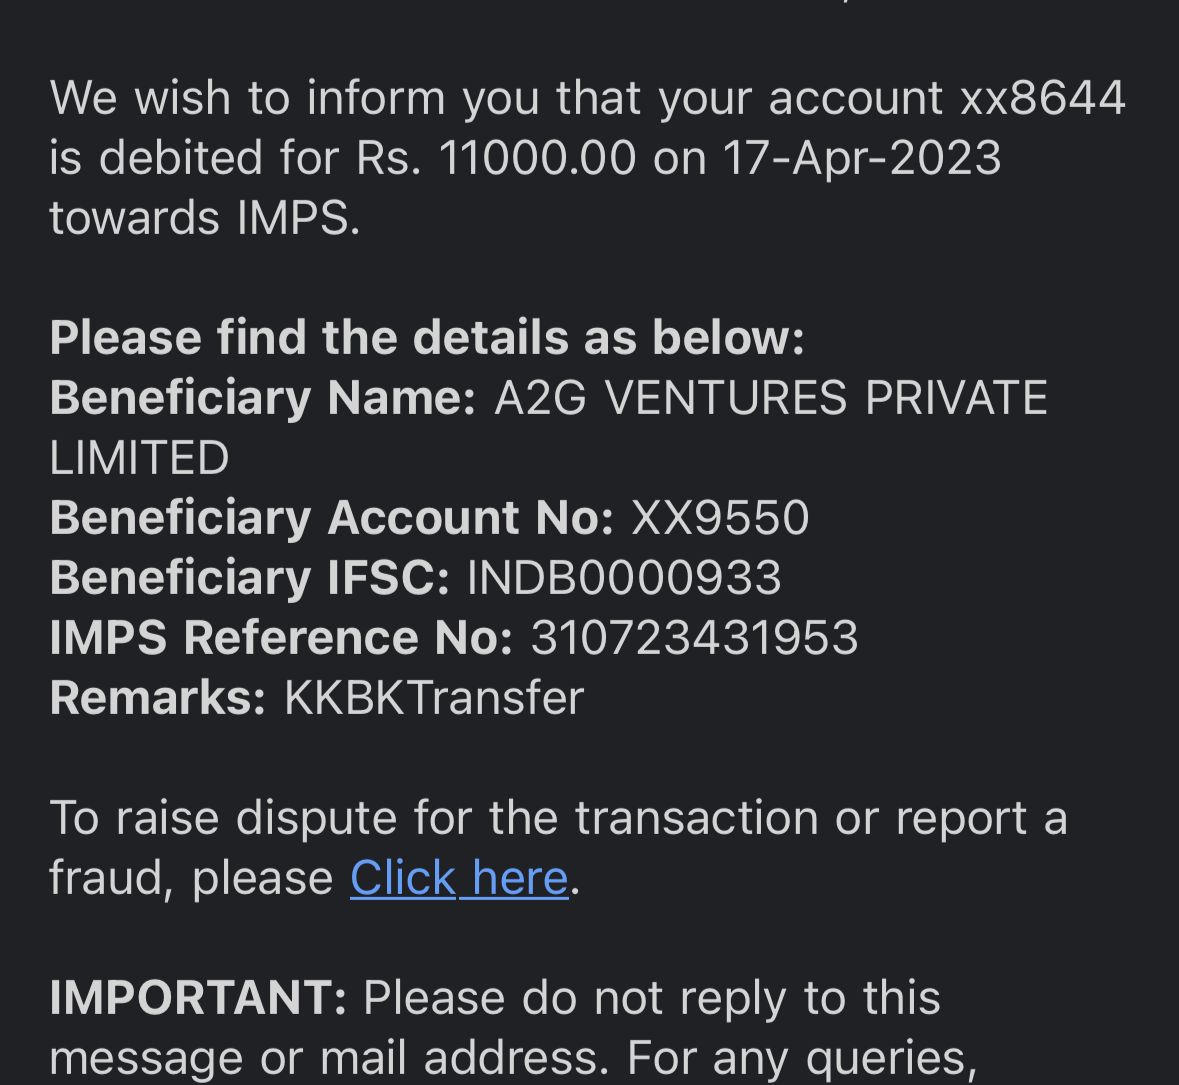 We wish to inform you that your account xx8644
is debited for Rs. 11000.00 on 17-Apr-2023
towards IMPS.
Please find the details as below:
Beneficiary Name: A2G VENTURES PRIVATE
LIMITED
Beneficiary Account No: XX9550
Beneficiary IFSC: INDB0000933
IMPS Reference No: 310723431953
Remarks: KKBKTransfer
To raise dispute for the transaction or report a
fraud, please Click here.
IMPORTANT: Please do not reply to this
message or mail address. For any queries,